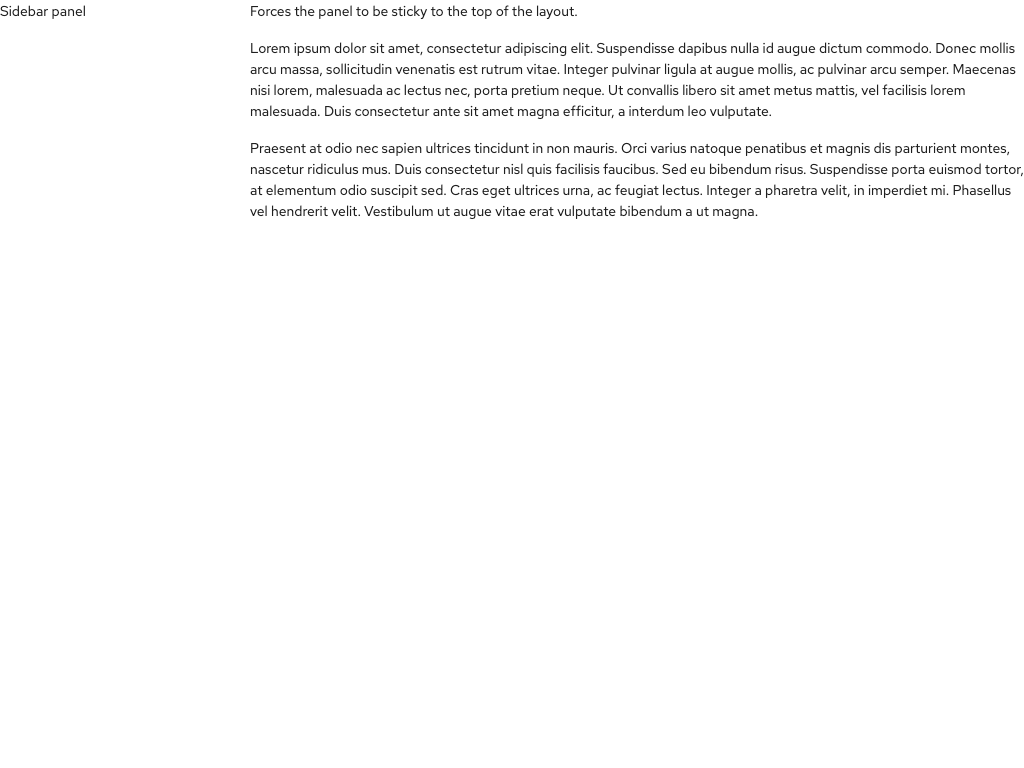 Sidebar panel
Forces the panel to be sticky to the top of the layout.
Lorem ipsum dolor sit amet, consectetur adipiscing elit. Suspendisse dapibus nulla id augue dictum commodo. Donec mollis
arcu massa, sollicitudin venenatis est rutrum vitae. Integer pulvinar ligula at augue mollis, ac pulvinar arcu semper. Maecenas
nisi lorem, malesuada ac lectus nec, porta pretium neque. Ut convallis libero sit amet metus mattis, vel facilisis lorem
malesuada. Duis consectetur ante sit amet magna efficitur, a interdum leo vulputate.
Praesent at odio nec sapien ultrices tincidunt in non mauris. Orci varius natoque penatibus et magnis dis parturient montes,
nascetur ridiculus mus. Duis consectetur nisl quis facilisis faucibus. Sed eu bibendum risus. Suspendisse porta euismod tortor,
at elementum odio suscipit sed. Cras eget ultrices urna, ac feugiat lectus. Integer a pharetra velit, in imperdiet mi. Phasellus
vel hendrerit velit. Vestibulum ut augue vitae erat vulputate bibendum a ut magna.